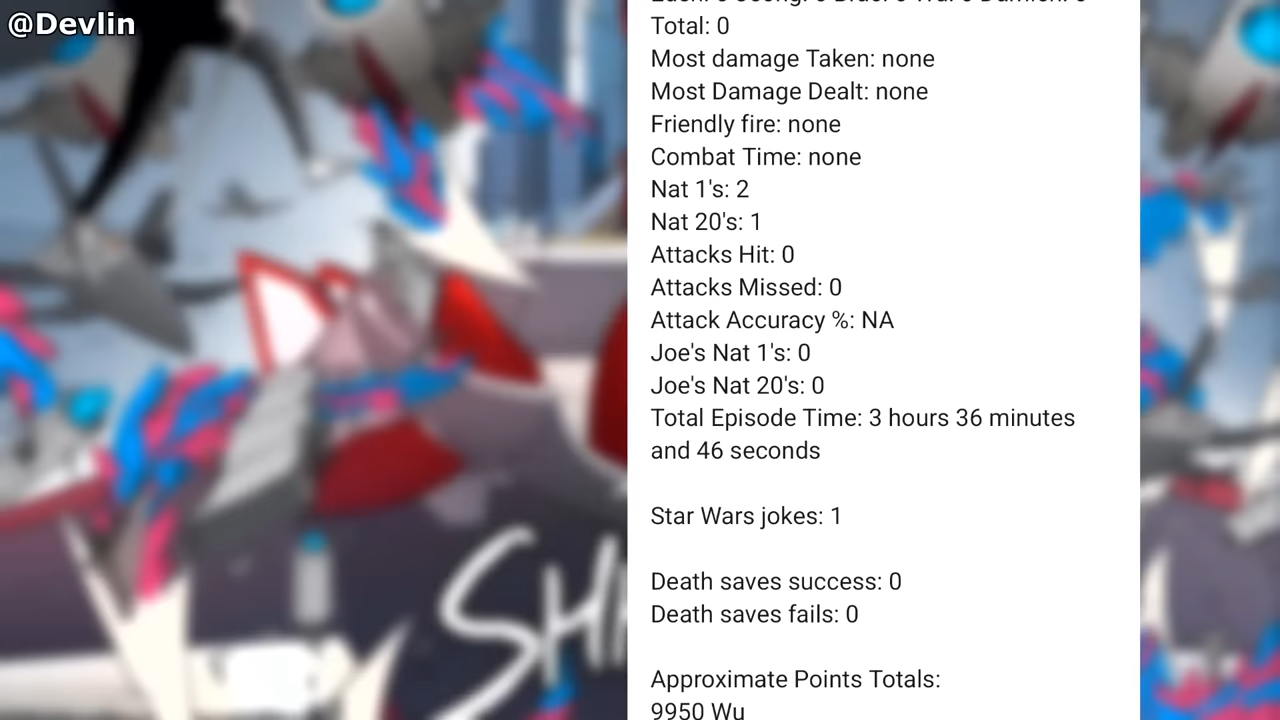 @Devlin
Total: 0
Most damage Taken: none
Most Damage Dealt: none
Friendly fire: none
Combat Time: none
Nat 1's: 2
Nat 20's: 1
Attacks Hit: 0
Attacks Missed: 0
Attack Accuracy %: NA
Joe's Nat 1's: 0
Joe's Nat 20's: 0
Total Episode Time: 3 hours 36 minutes
and 46 seconds
Star Wars jokes: 1
Death saves success: 0
Death saves fails: 0
Approximate Points Totals:
9950 Wu